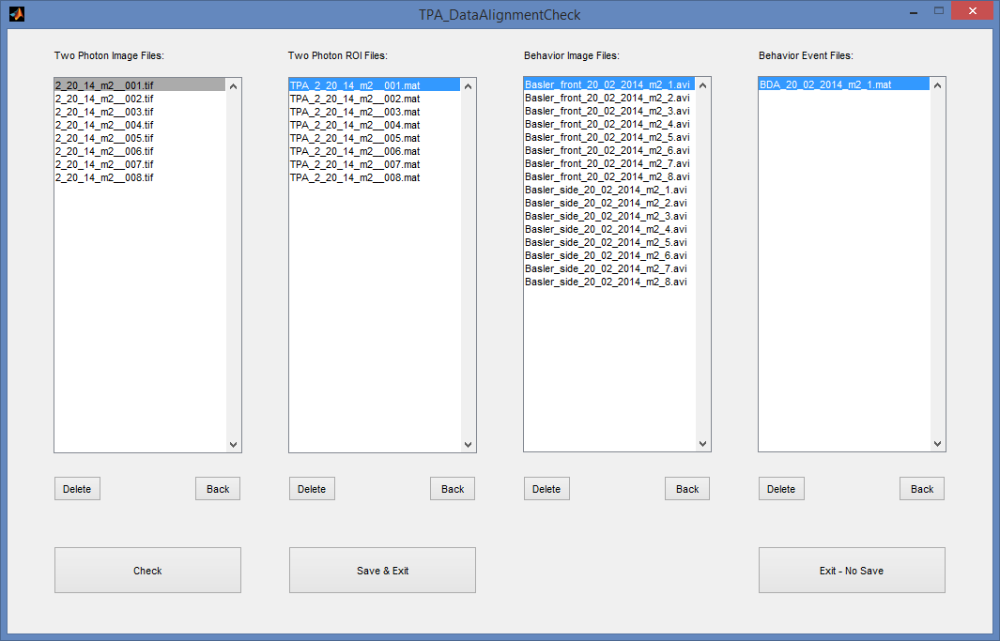 TPA_DataAlignmentCheck
Two Photon Image Files:
2_20_14_m2__001.tif
2_20_14_m2__002.tif
2_20_14_m2__003.tif
2_20_14_m2__004.tif
2_20_14_m2__005.tif
2_20_14_m2__006.tif
2_20_14_m2__007.tif
2_20_14_m2__008.tif
Delete
Back
Two Photon ROI Files:
TPA_2_20_14_m2__001.mat
TPA_2_20_14_m2__002.mat
TPA_2_20_14_m2__003.mat
TPA_2_20_14_m2__004.mat
TPA_2_20_14_m2__005.mat
TPA_2_20_14_m2__006.mat
TPA_2_20_14_m2__007.mat
TPA_2_20_14_m2__008.mat
Delete
Back
Behavior Image Files:
Basler_front_20_02_2014_m2_1.avi
Basler_front_20_02_2014_m2_2.avi
Basler_front_20_02_2014_m2_3.avi
Basler_front_20_02_2014_m2_4.avi
Basler_front_20_02_2014_m2_5.avi
Basler_front_20_02_2014_m2_6.avi
Basler_front_20_02_2014_m2_7.avi
Basler_front_20_02_2014_m2_8.avi
Basler_side_20_02_2014_m2_1.avi
Basler_side_20_02_2014_m2_2.avi
Basler_side_20_02_2014_m2_3.avi
Basler_side_20_02_2014_m2_4.avi
Basler_side_20_02_2014_m2_5.avi
Basler_side_20_02_2014_m2_6.avi
Basler_side_20_02_2014_m2_7.avi
Basler_side_20_02_2014_m2_8.avi
Delete
Back
Behavior Event Files:
BDA_20_02_2014_m2_1.mat
Delete
Back
Check
Save & Exit
Exit - No Save